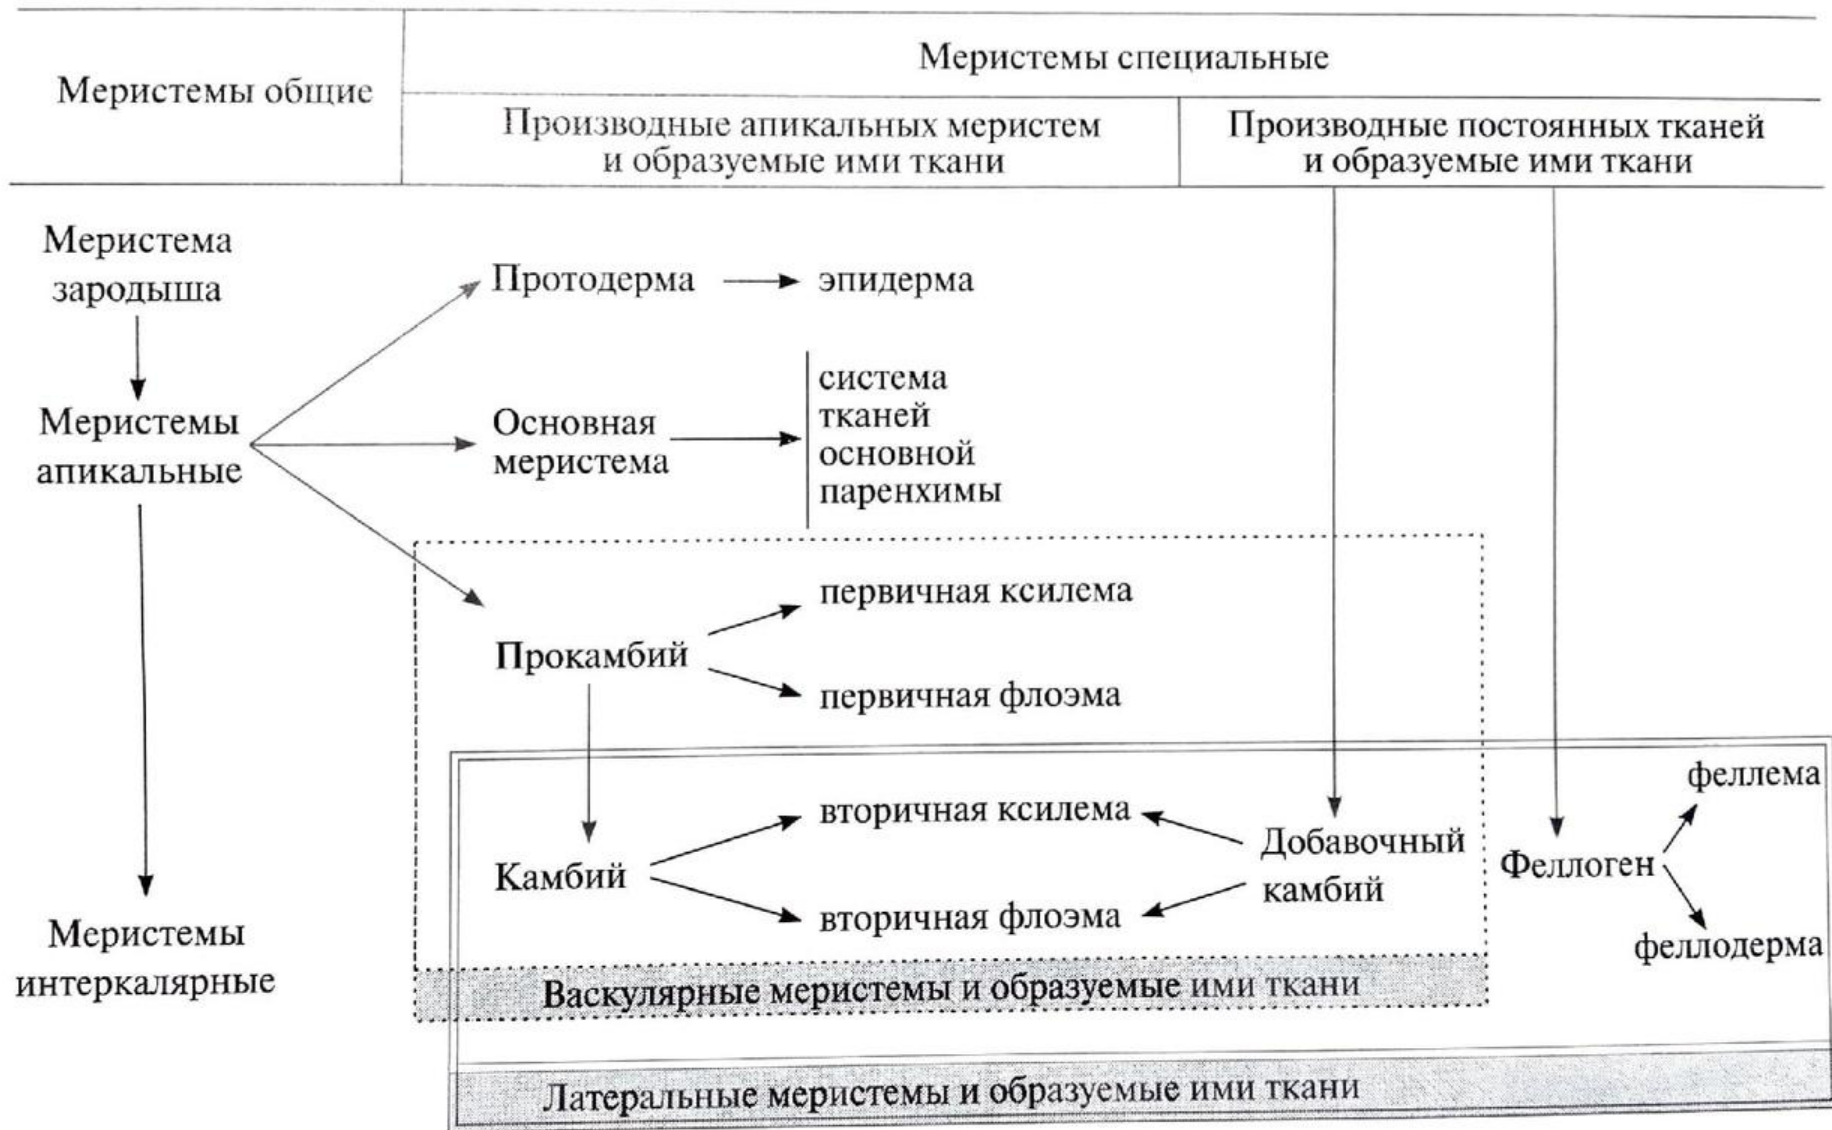 Меристемы общие
Меристемы специальные
Производные апикальных меристем
и образуемые ими ткани
Производные постоянных тканей
и образуемые ими ткани
Меристема
зародыша
Меристемы
апикальные
Меристемы
интеркалярные
Протодерма
эпидерма
Основная
меристема
система
тканей
основной
паренхимы
Прокамбий
первичная ксилема
первичная флоэма
Камбий
вторичная ксилема
вторичная флоэма
Добавочный
камбий
Феллоген
феллема
феллодерма
Васкулярные меристемы и образуемые ими ткани
Латеральные меристемы и образуемые ими ткани